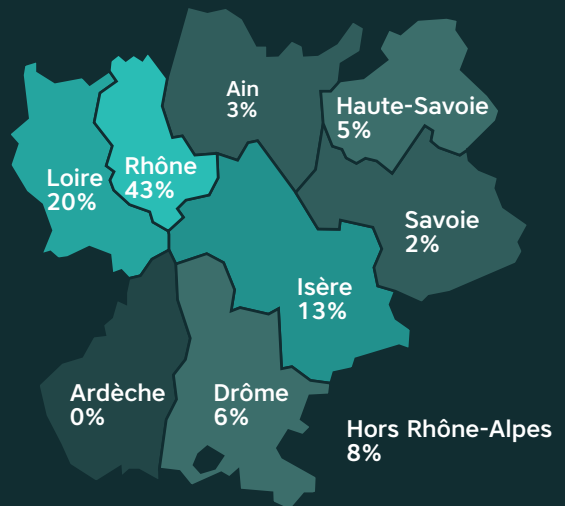 Ain
3%
Haute-Savoie
5%
Loire
20%
Rhône
43%
Savoie
2%
Isère
13%
Ardèche
0%
Drôme
6%
Hors Rhône-Alpes
8%